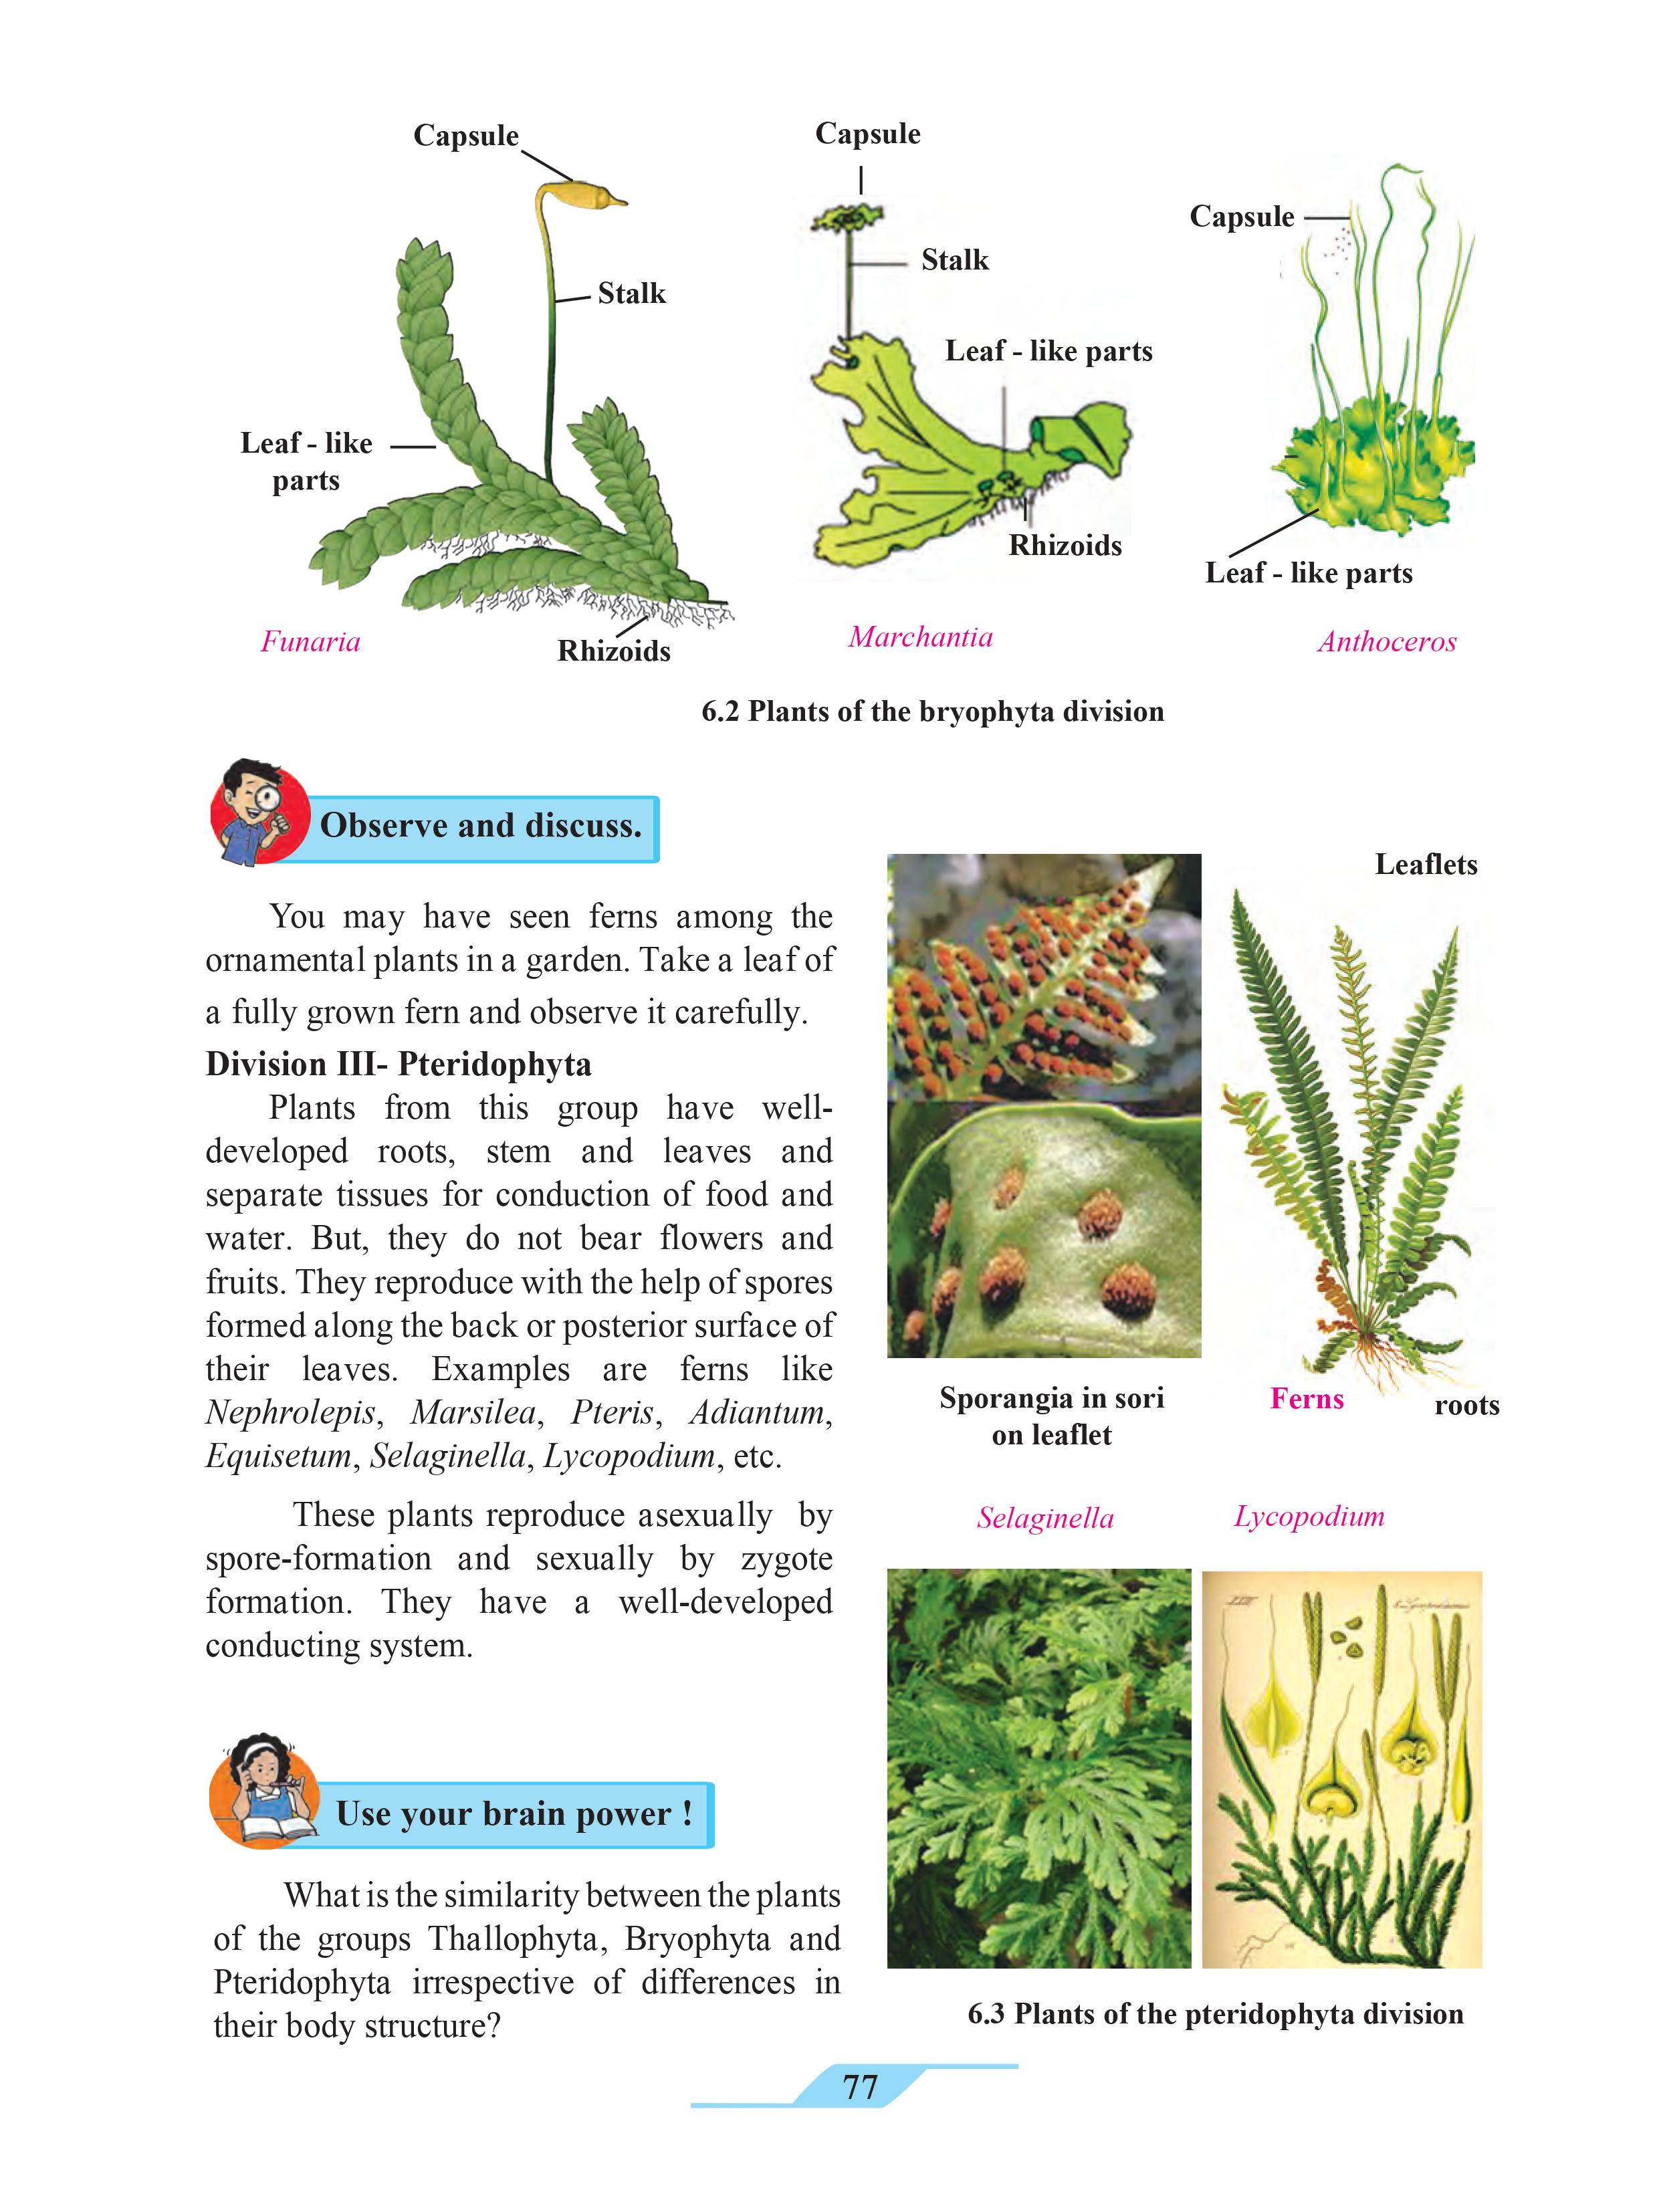 Capsule
Stalk
Leaf - like
parts
Rhizoids
Funaria
Capsule
Stalk
Leaf - like parts
Rhizoids
Marchantia
Capsule
Leaf - like parts
Anthoceros
6.2 Plants of the bryophyta division
Observe and discuss.
You may have seen ferns among the
ornamental plants in a garden. Take a leaf of
a fully grown fern and observe it carefully.
Division III- Pteridophyta
Plants from this group have well-
developed roots, stem and leaves and
separate tissues for conduction of food and
water. But, they do not bear flowers and
fruits. They reproduce with the help of spores
formed along the back or posterior surface of
their leaves. Examples are ferns like
Nephrolepis, Marsilea, Pteris, Adiantum,
Equisetum, Selaginella, Lycopodium, etc.
These plants reproduce asexually by
spore-formation and sexually by zygote
formation. They have a well-developed
conducting system.
Use your brain power !
What is the similarity between the plants
of the groups Thallophyta, Bryophyta and
Pteridophyta irrespective of differences in
their body structure?
Leaflets
Sporangia in sori
on leaflet
Ferns
roots
Selaginella
Lycopodium
6.3 Plants of the pteridophyta division
77